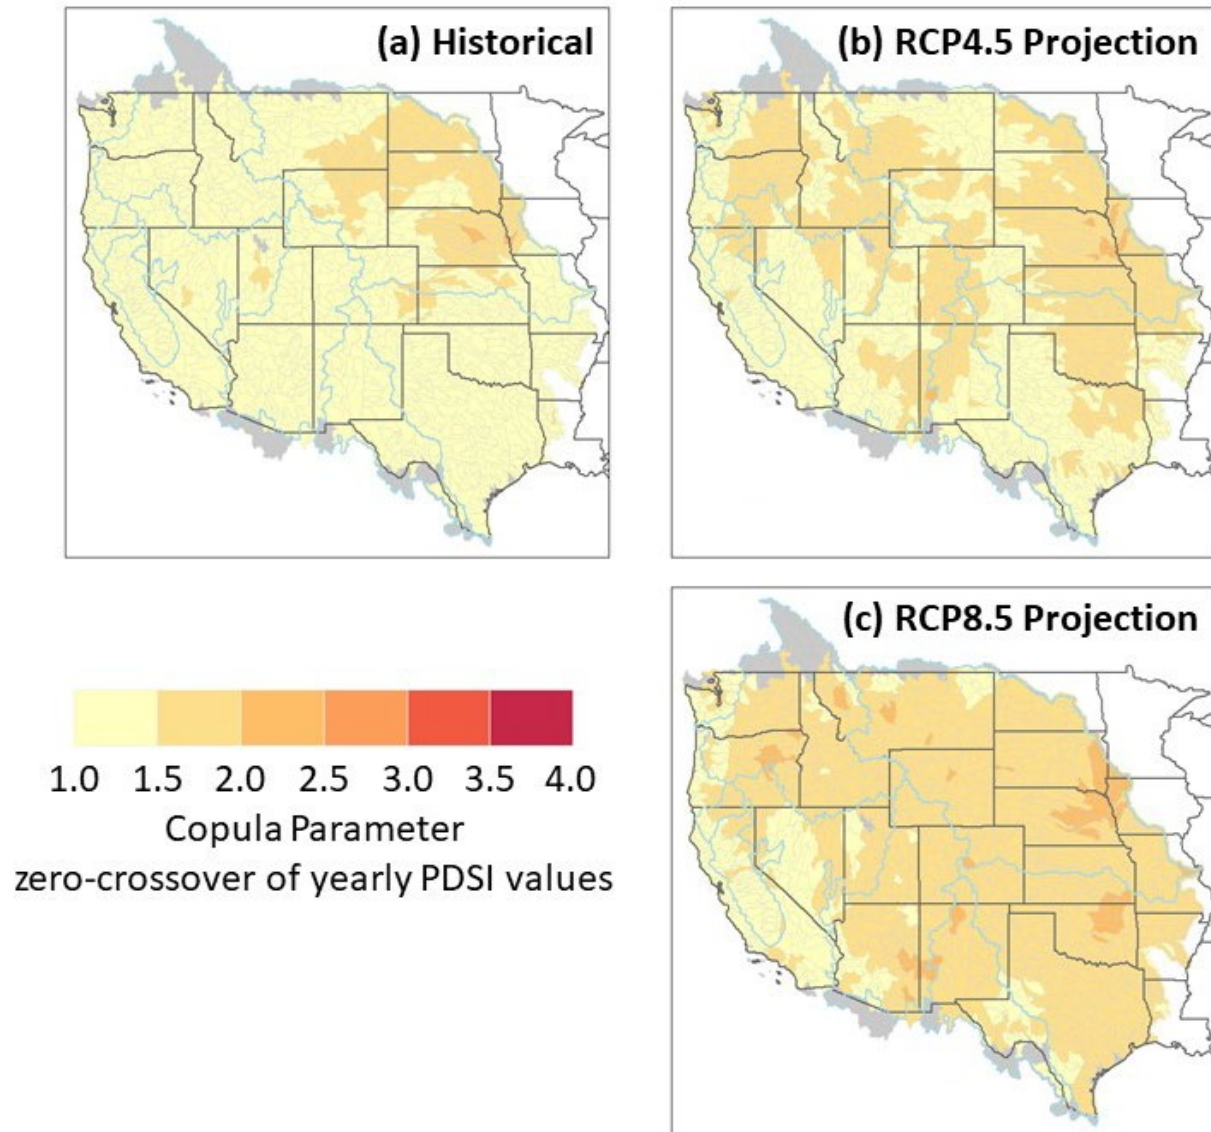 (a) Historical
(b) RCP4.5 Projection
(c) RCP8.5 Projection
1.0 1.5 2.0 2.5 3.0 3.5 4.0
Copula Parameter
zero-crossover of yearly PDSI values